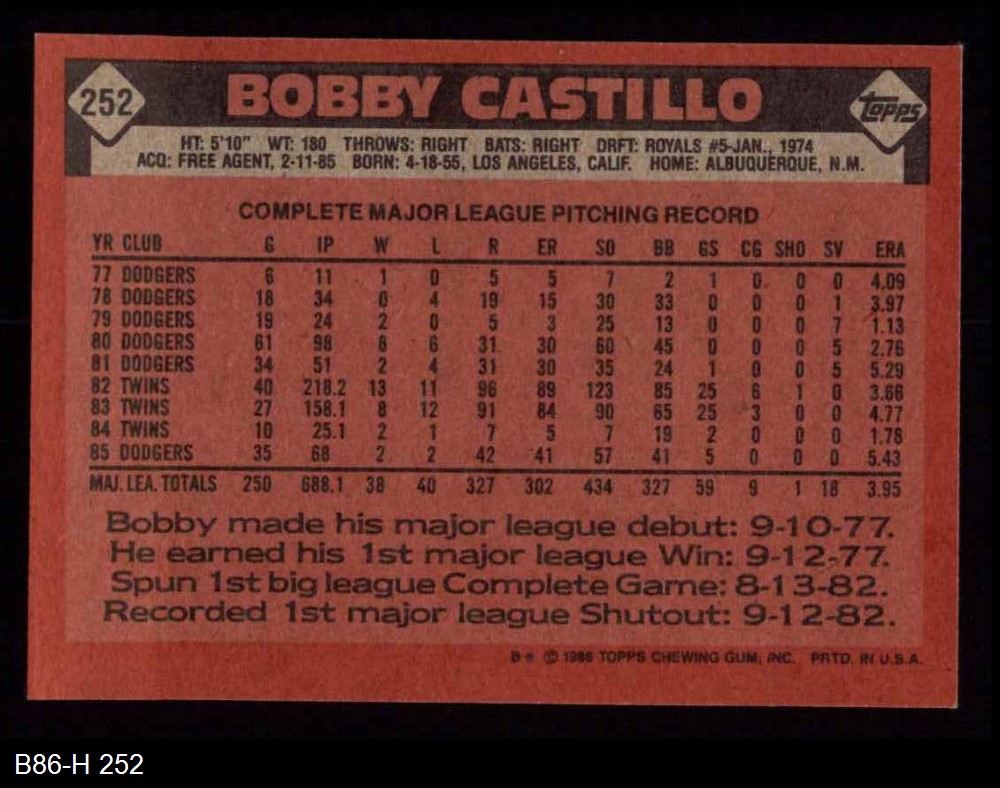 252
BOBBY CASTILLO
TOPPS
HT: 5'10" WT: 180 THROWS: RIGHT BATS: RIGHT DRFT: ROYALS #5-JAN., 1974
ACQ: FREE AGENT, 2-11-85 BORN: 4-18-55, LOS ANGELES, CALIF. HOME: ALBUQUERQUE, N.M.
COMPLETE MAJOR LEAGUE PITCHING RECORD
YR CLUB G IP W L R ER SO BB GS CG SHO SV ERA
77 DODGERS 6 11 1 0 5 5 7 2 1 0 0 0 4.09
78 DODGERS 18 34 0 4 19 15 30 33 0 0 0 1 3.97
79 DODGERS 19 24 2 0 5 3 25 13 0 0 0 7 1.13
80 DODGERS 61 98 8 6 31 30 60 45 0 0 0 5 2.76
81 DODGERS 34 51 2 4 31 30 35 24 1 0 0 5 5.29
82 TWINS 40 218.2 13 11 96 89 123 85 25 6 1 0 3.66
83 TWINS 27 158.1 8 12 91 84 90 65 25 3 0 0 4.77
84 TWINS 10 25.1 2 1 7 5 7 19 2 0 0 0 1.78
85 DODGERS 35 68 2 2 42 41 57 41 5 0 0 0 5.43
MAJ. LEA. TOTALS 250 688.1 38 40 327 302 434 327 59 9 1 18 3.95
Bobby made his major league debut: 9-10-77.
He earned his 1st major league Win: 9-12-77.
Spun 1st big league Complete Game: 8-13-82.
Recorded 1st major league Shutout: 9-12-82.
B* © 1986 TOPPS CHEWING GUM, INC. PRTD. IN U.S.A.
B86-H 252